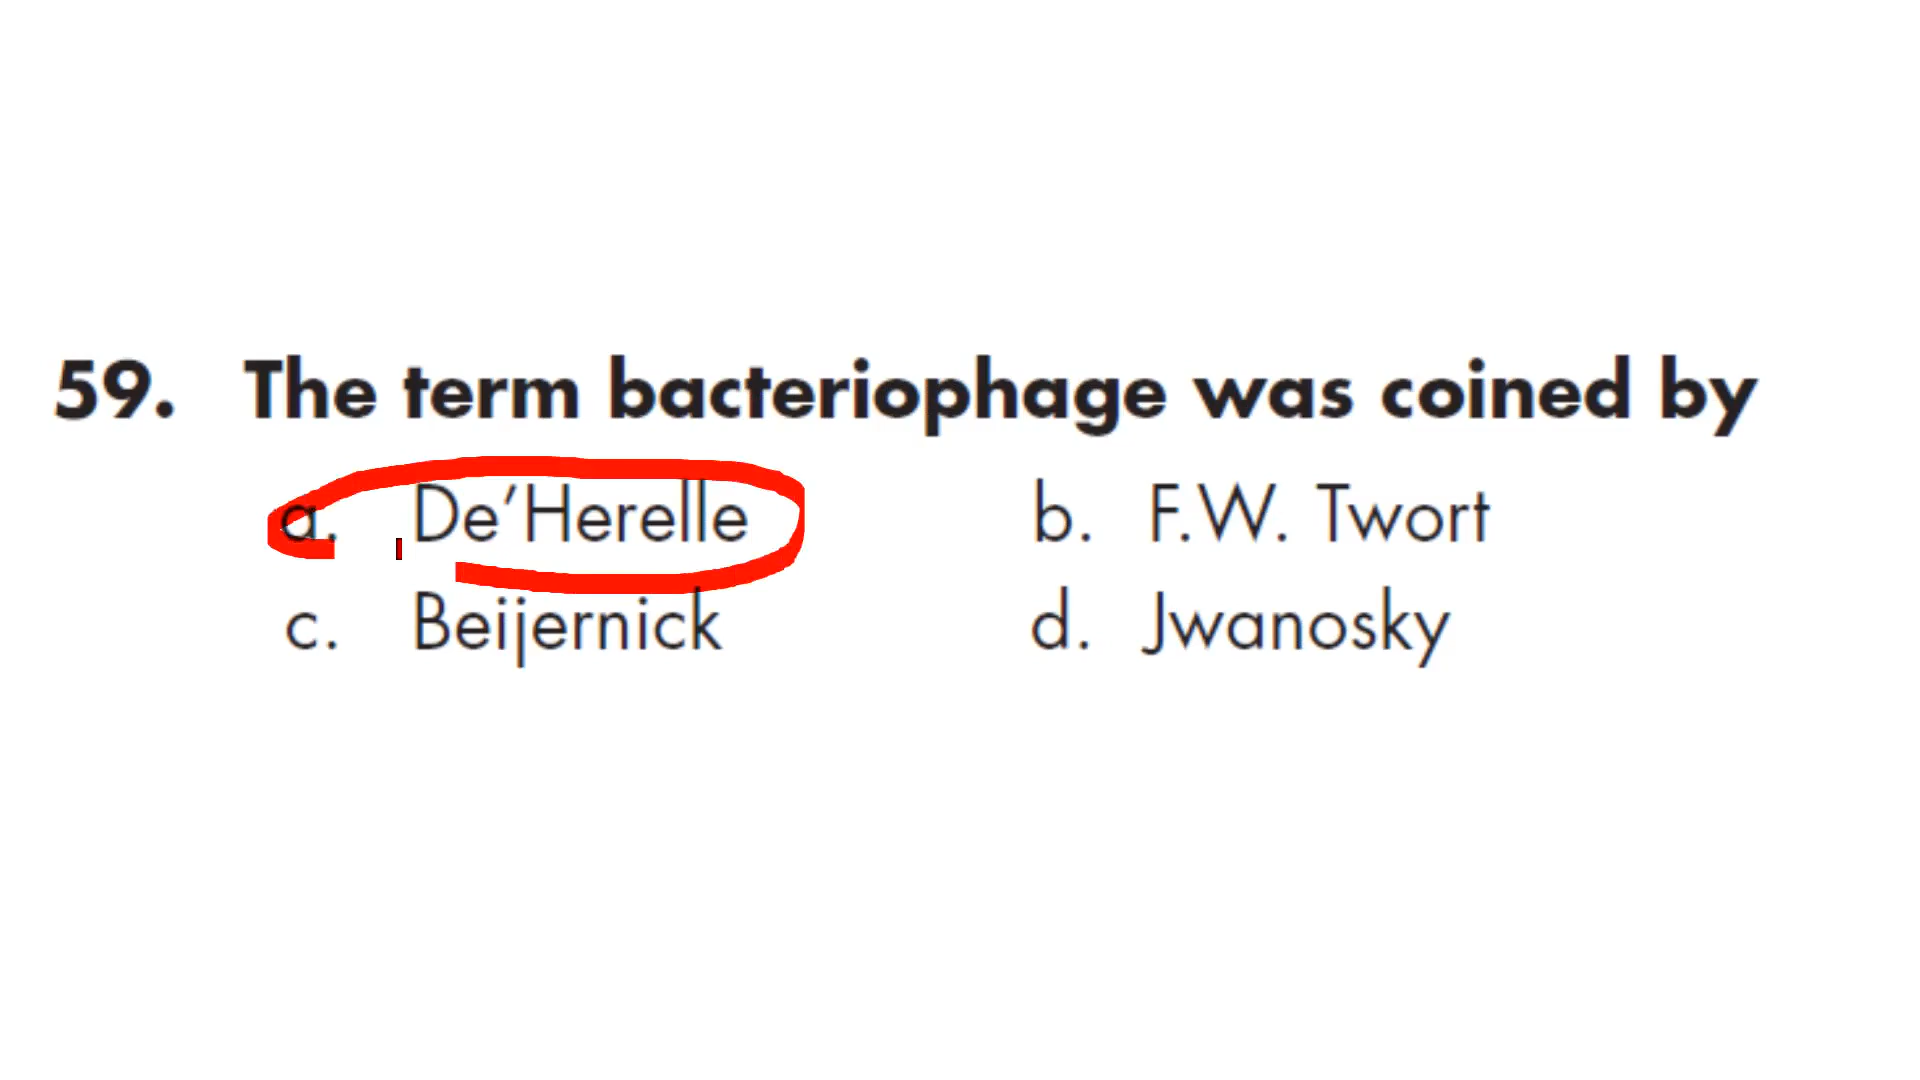 59. The term bacteriophage was coined by
a. De’Herelle b. F.W. Twort
c. Beijernick d. Jwanosky